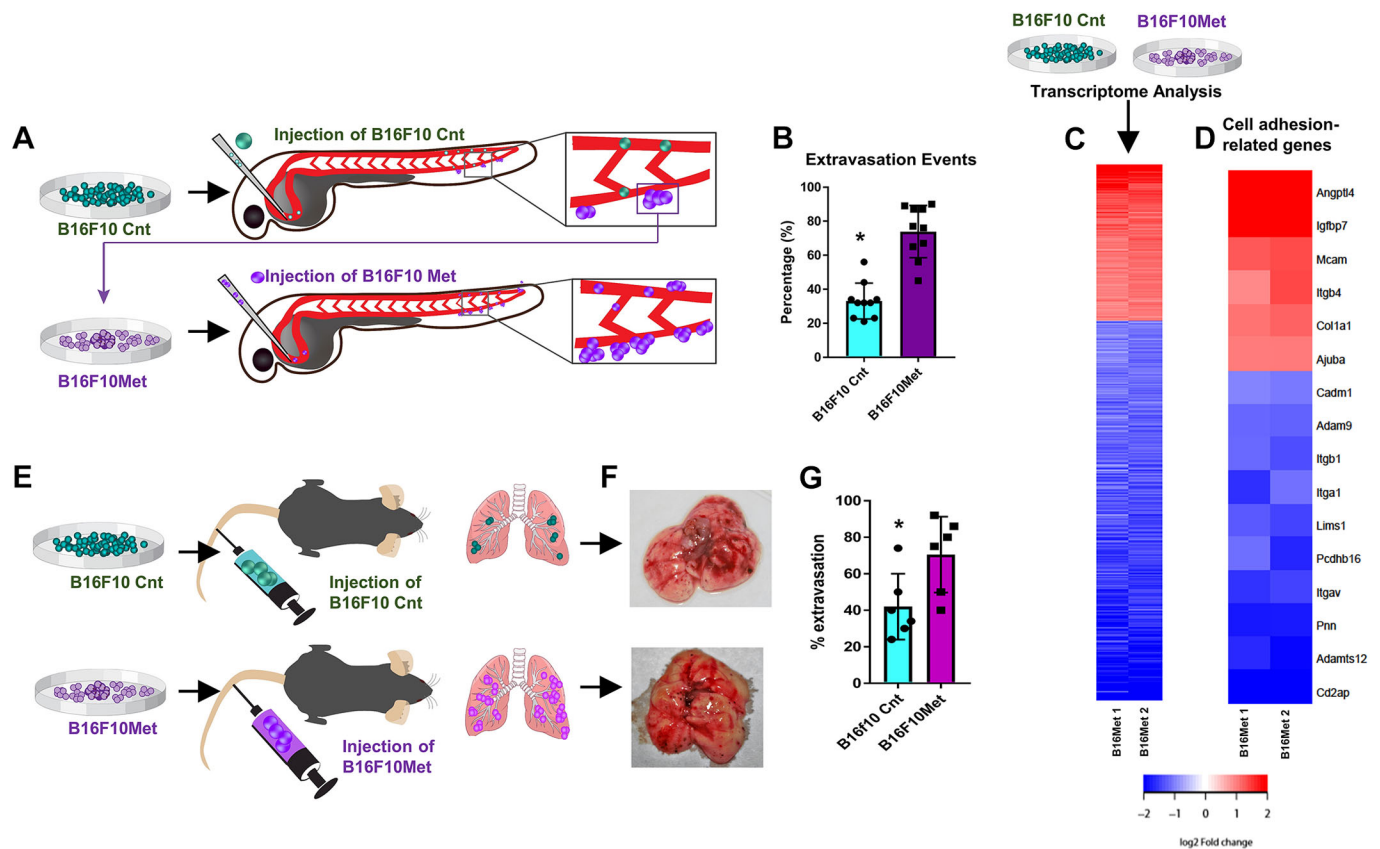 B16F10 Cnt
B16F10Met
Transcriptome Analysis
A
Injection of B16F10 Cnt
B16F10 Cnt
Injection of B16F10 Met
B16F10Met
B
Extravasation Events
Percentage (%)
100
80
60
40
20
0
*
B16F10 Cnt
B16F10Met
C
B16Met 1
B16Met 2
D
Cell adhesion-
related genes
Angptl4
Igfbp7
Mcam
Itgb4
Col1a1
Ajuba
Cadm1
Adam9
Itgb1
Itga1
Lims1
Pcdhb16
Itgav
Pnn
Adamts12
Cd2ap
B16Met 1
B16Met 2
−2
−1
0
1
2
log2 Fold change
E
B16F10 Cnt
Injection of
B16F10 Cnt
B16F10Met
Injection of
B16F10Met
F
G
% extravasation
100
80
60
40
20
0
*
B16f10 Cnt
B16F10Met